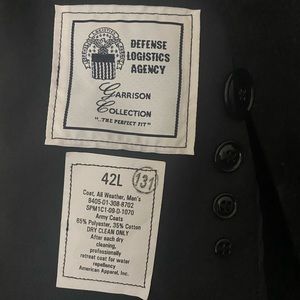 DEFENSE
LOGISTICS
AGENCY
GARRISON
COLLECTION
"..THE PERFECT FIT"
42L
131
Coat, All Weather, Men's
8405-01-308-8702
SPM1C1-09-D-1070
Army Coats
65% Polyester, 35% Cotton
DRY CLEAN ONLY
After each dry
cleaning,
professionally
retreat coat for water
repellency
American Apparel, Inc.